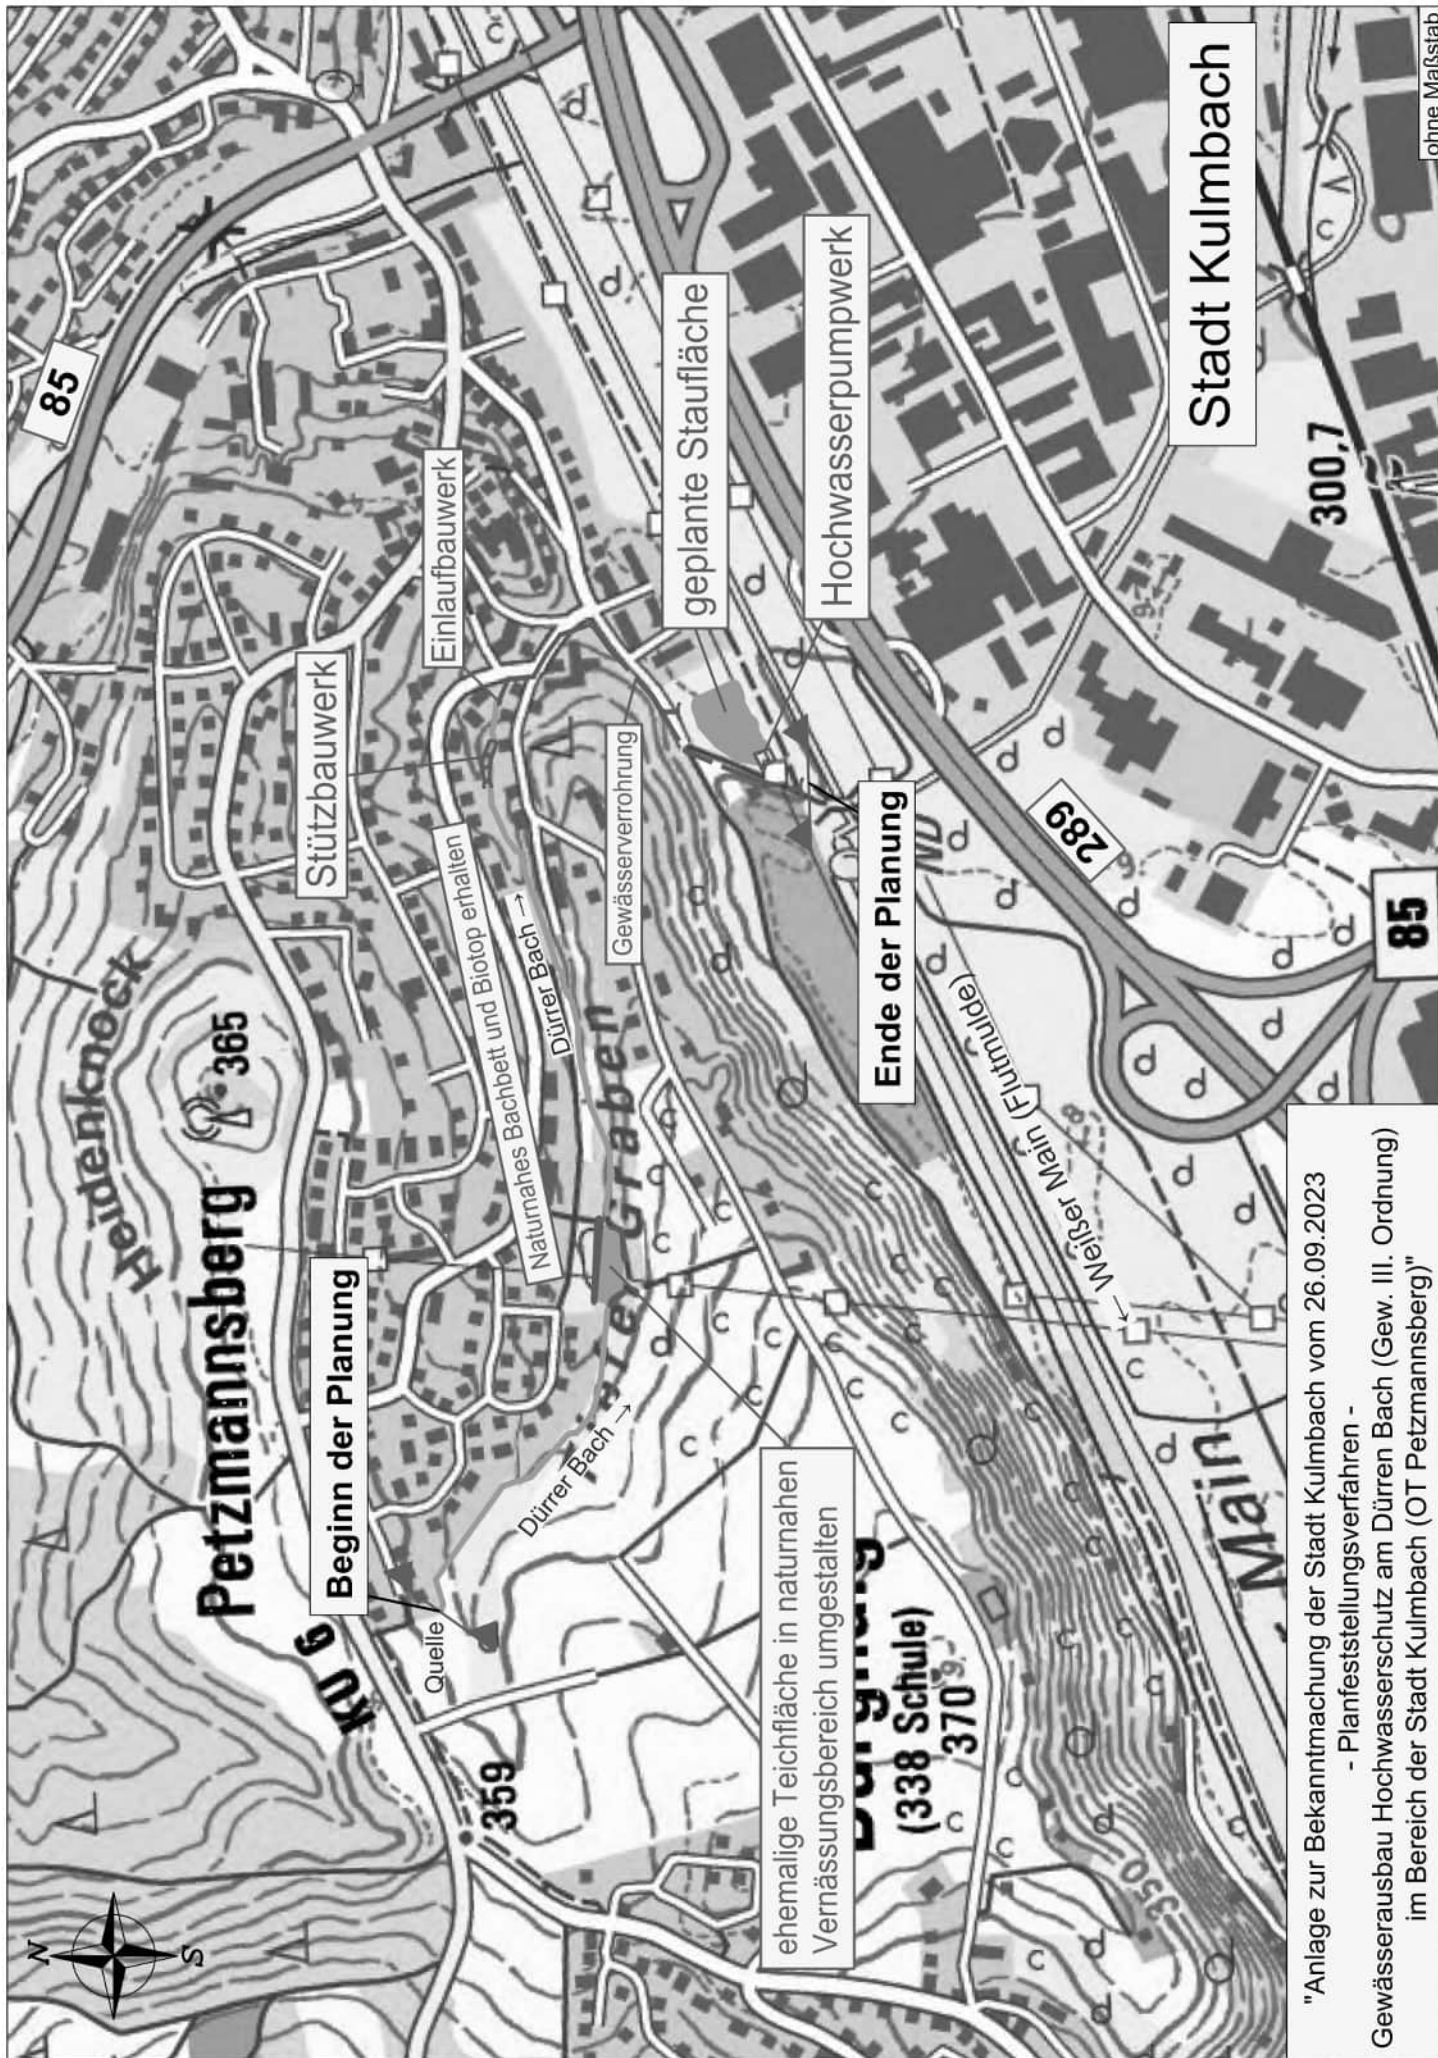 N
S
85
Heidenknock
365
Petzmannsberg
KU 6
359
Stützbauwerk
Einlaufbauwerk
Beginn der Planung
Quelle
Naturnahes Bachbett und Biotop erhalten
Dürrer Bach →
Dürrer Bach →
Graben
Gewässerverrohrung
geplante Staufläche
Hochwasserpumpwerk
ehemalige Teichfläche in naturnahen
Vernässungsbereich umgestalten
(338 Schule)
370
350
Ende der Planung
ND
289
← Weißer Main (Flutmulde)
Main
85
300,7
Stadt Kulmbach
"Anlage zur Bekanntmachung der Stadt Kulmbach vom 26.09.2023
- Planfeststellungsverfahren -
Gewässerausbau Hochwasserschutz am Dürren Bach (Gew. III. Ordnung)
im Bereich der Stadt Kulmbach (OT Petzmannsberg)"
ohne Maßstab